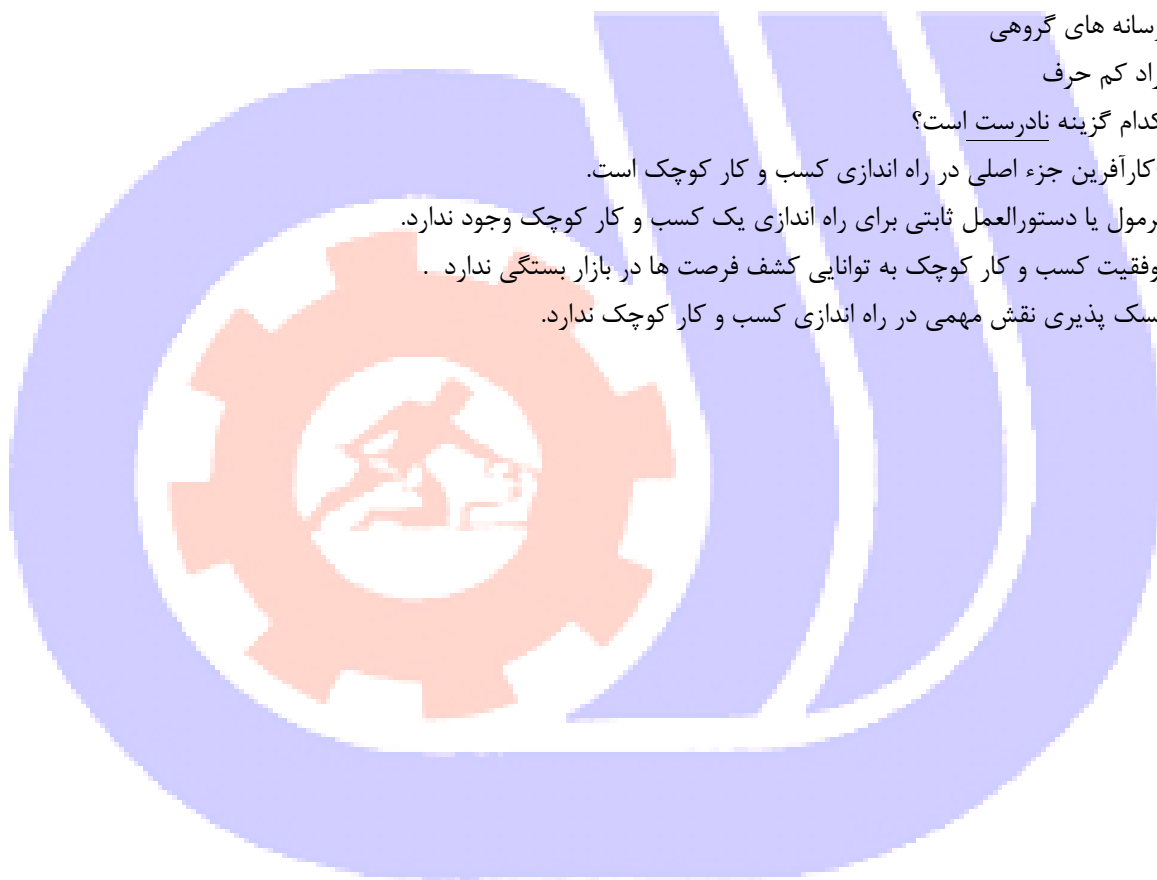 رسانه های گروهی
راد کم حرف
کدام گزینه نادرست است؟
کارآفرین جزء اصلی در راه اندازی کسب و کار کوچک است.
رمول یا دستورالعمل ثابتی برای راه اندازی یک کسب و کار کوچک وجود ندارد.
وفقیت کسب و کار کوچک به توانایی کشف فرصت ها در بازار بستگی ندارد .
سک پذیری نقش مهمی در راه اندازی کسب و کار کوچک ندارد.